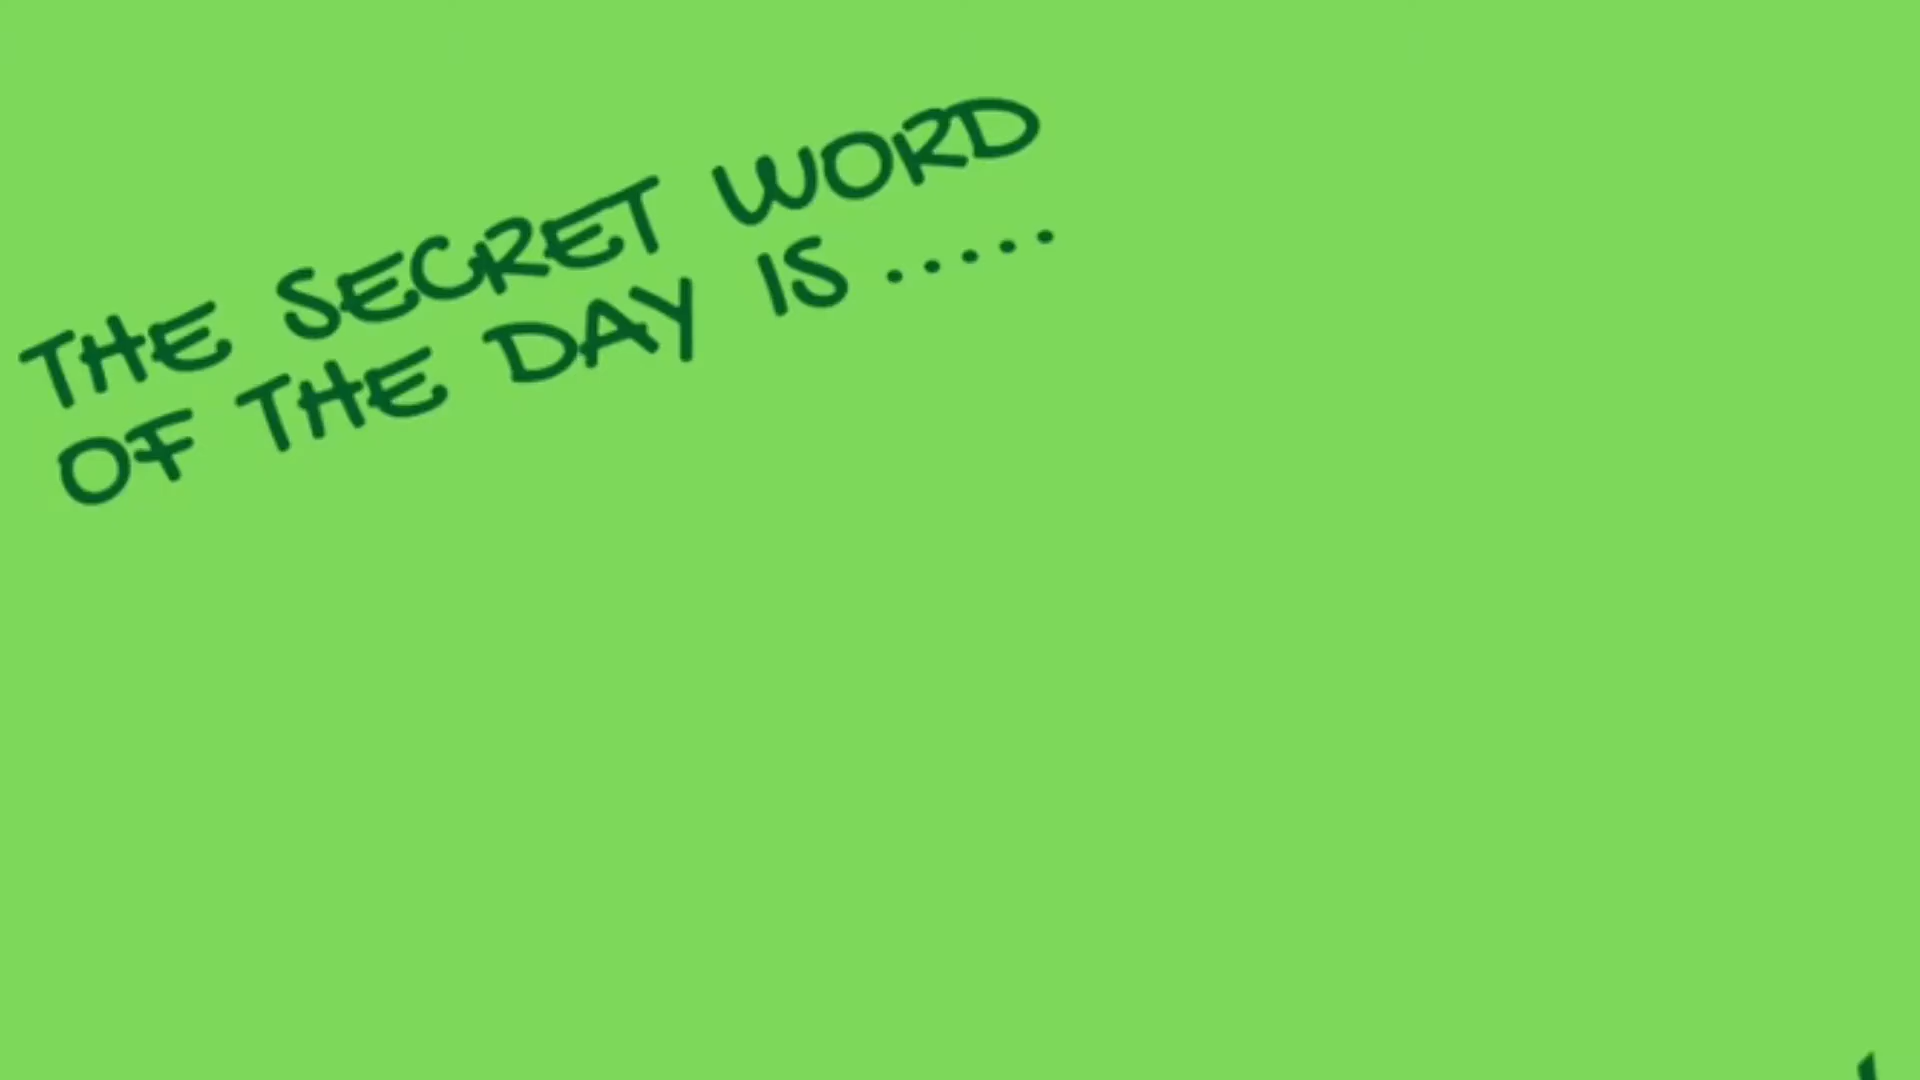 THE SECRET WORD
OF THE DAY IS .....